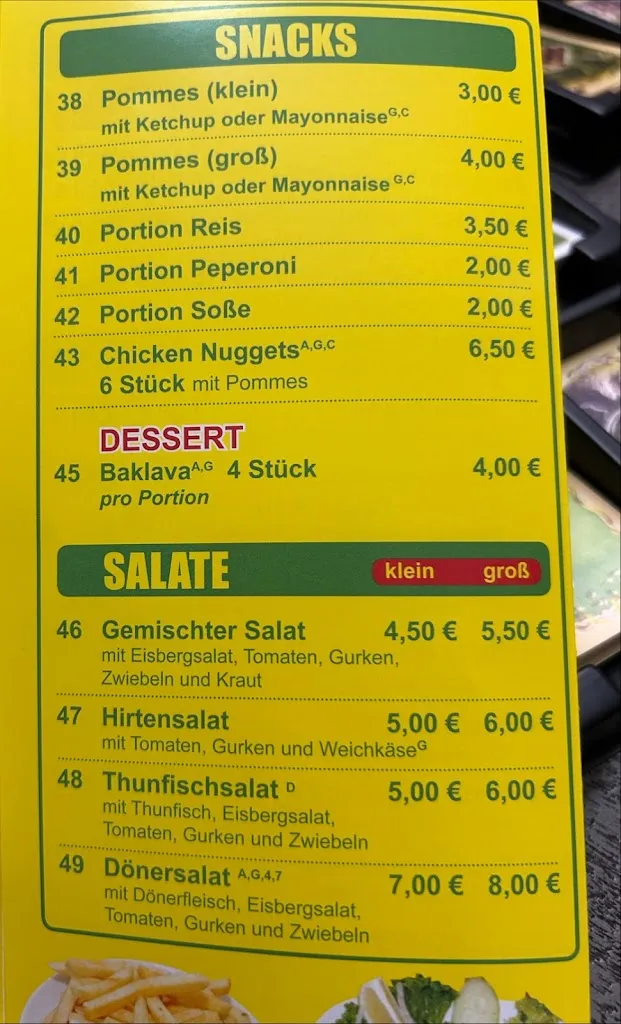 SNACKS
38 Pommes (klein) 3,00 €
mit Ketchup oder Mayonnaise G,C
39 Pommes (groß) 4,00 €
mit Ketchup oder Mayonnaise G,C
40 Portion Reis 3,50 €
41 Portion Peperoni 2,00 €
42 Portion Soße 2,00 €
43 Chicken Nuggets A,G,C 6,50 €
6 Stück mit Pommes
DESSERT
45 Baklava A,G 4 Stück 4,00 €
pro Portion
SALATE klein groß
46 Gemischter Salat 4,50 € 5,50 €
mit Eisbergsalat, Tomaten, Gurken,
Zwiebeln und Kraut
47 Hirtensalat 5,00 € 6,00 €
mit Tomaten, Gurken und Weichkäse G
48 Thunfischsalat D 5,00 € 6,00 €
mit Thunfisch, Eisbergsalat,
Tomaten, Gurken und Zwiebeln
49 Dönersalat A,G,4,7 7,00 € 8,00 €
mit Dönerfleisch, Eisbergsalat,
Tomaten, Gurken und Zwiebeln